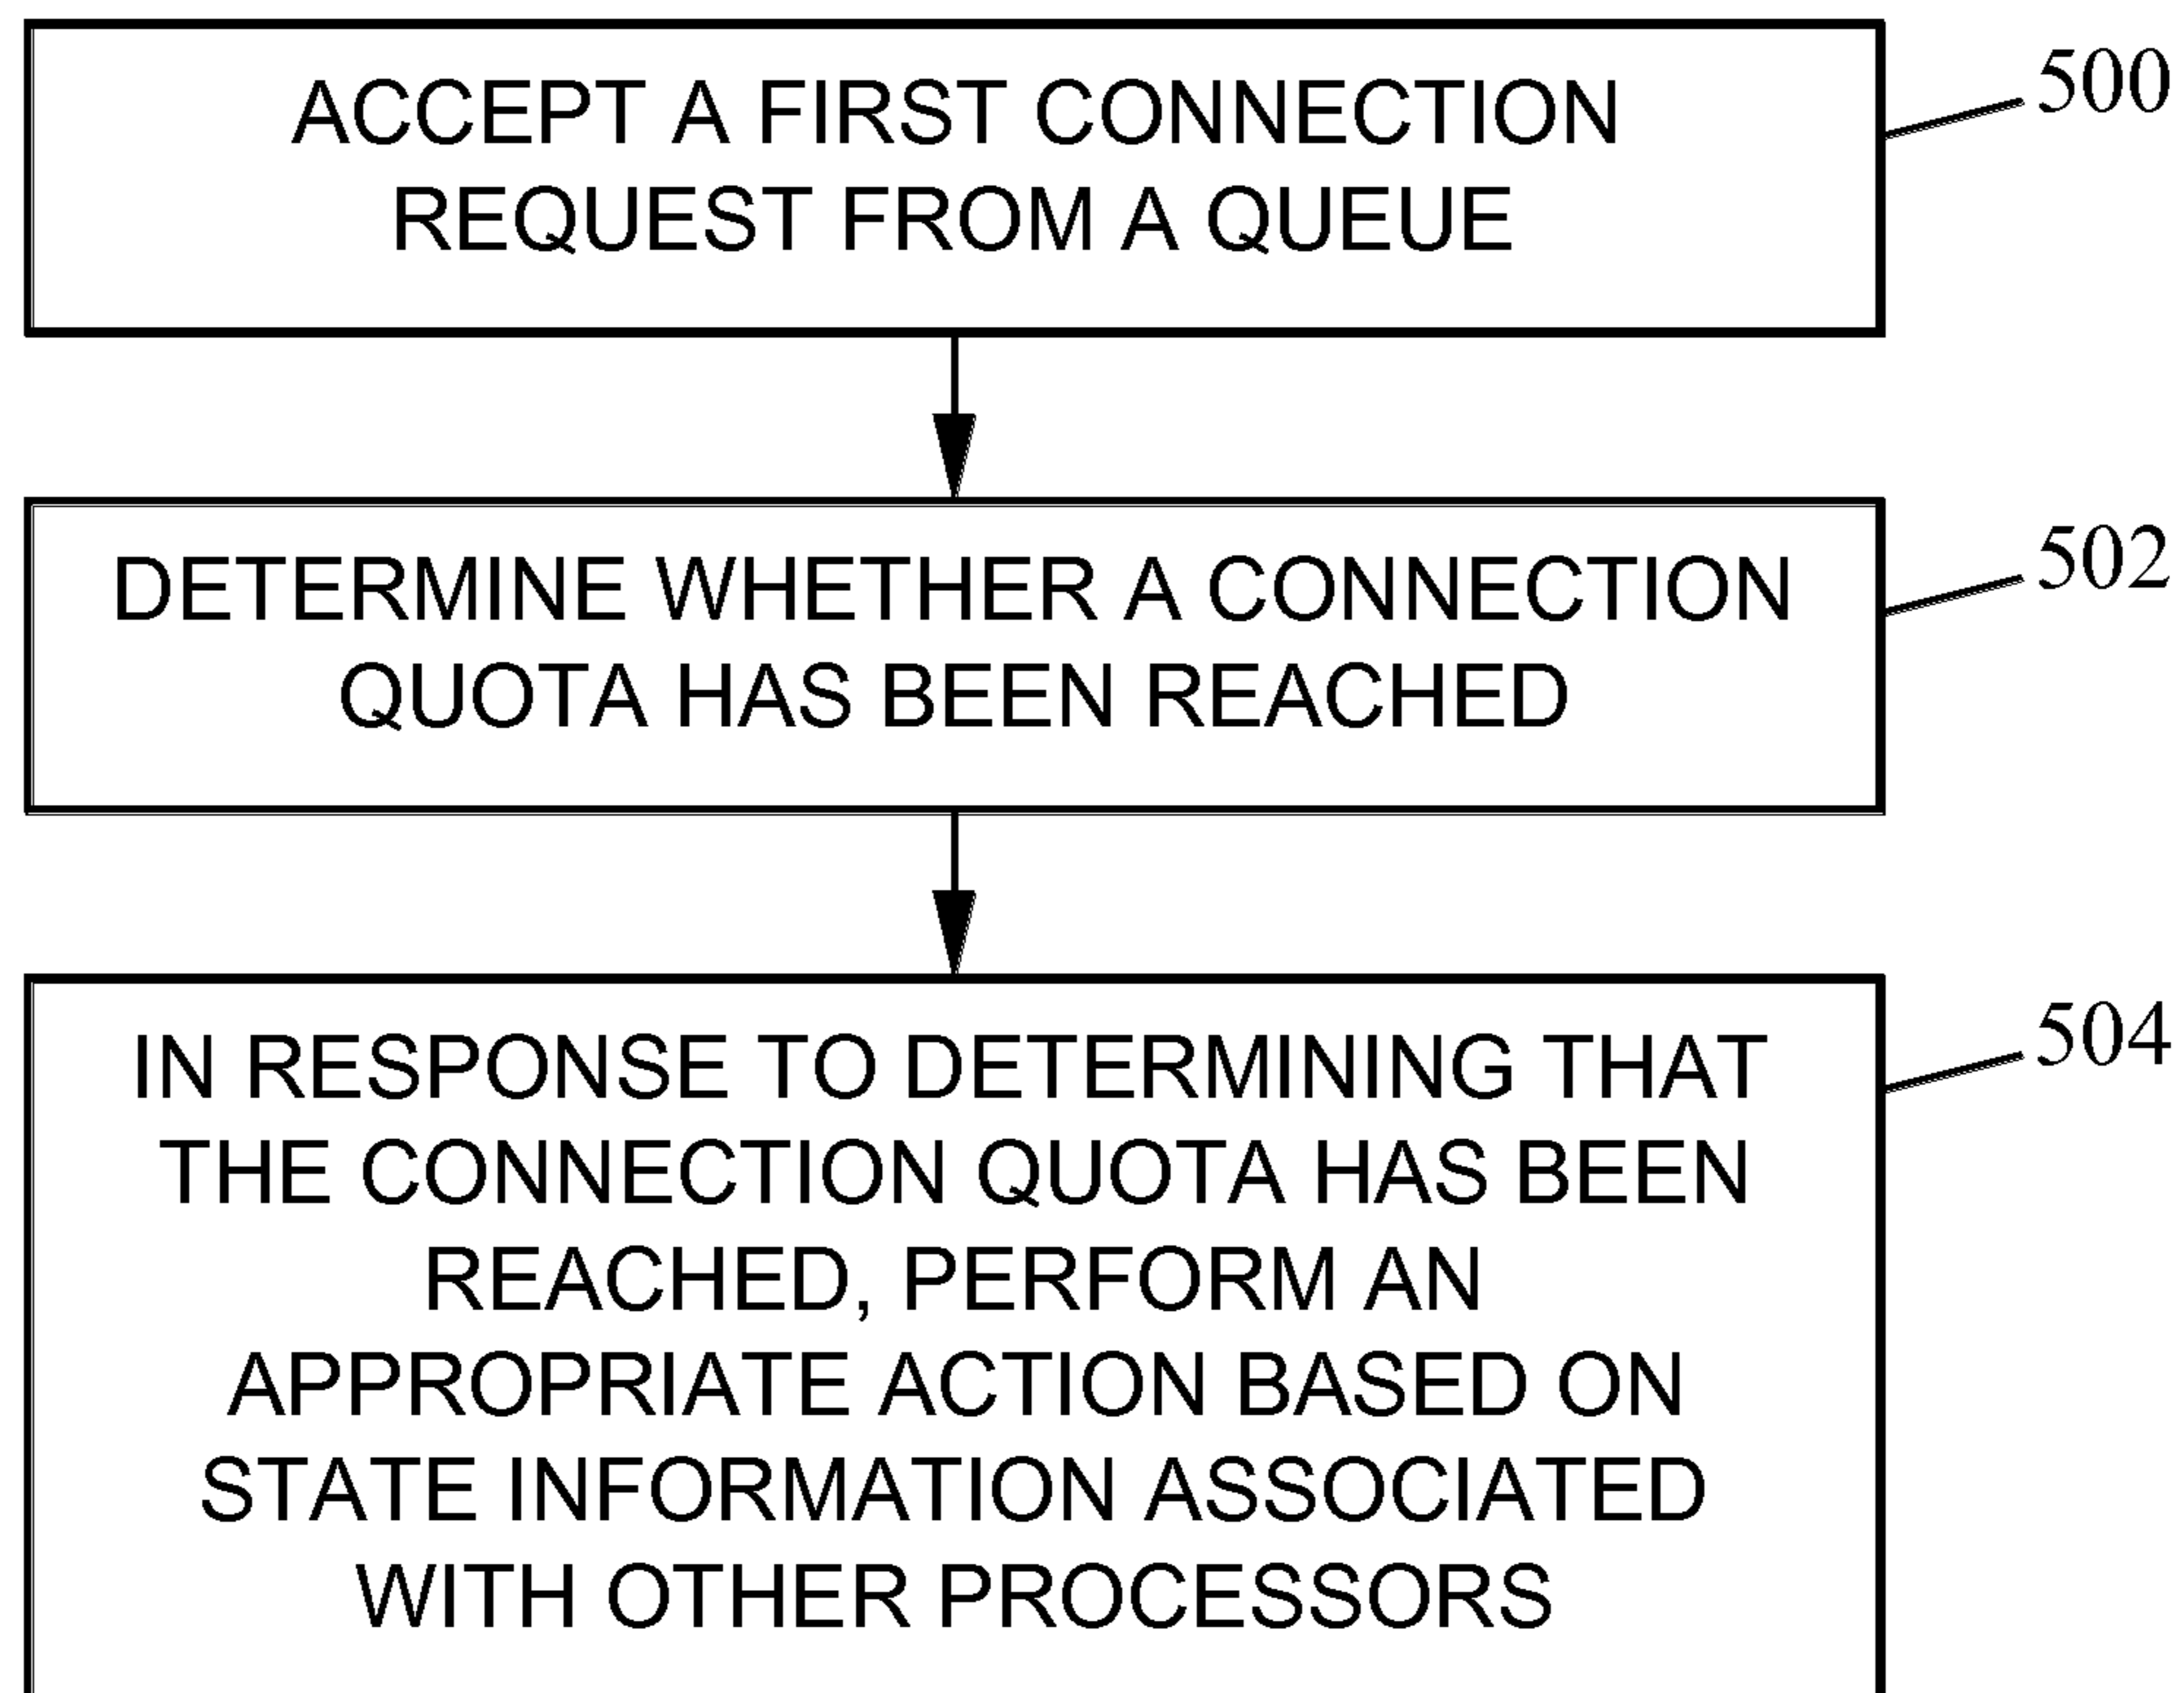 ACCEPT A FIRST CONNECTION
REQUEST FROM A QUEUE
500
DETERMINE WHETHER A CONNECTION
QUOTA HAS BEEN REACHED
502
IN RESPONSE TO DETERMINING THAT
THE CONNECTION QUOTA HAS BEEN
REACHED, PERFORM AN
APPROPRIATE ACTION BASED ON
STATE INFORMATION ASSOCIATED
WITH OTHER PROCESSORS
504